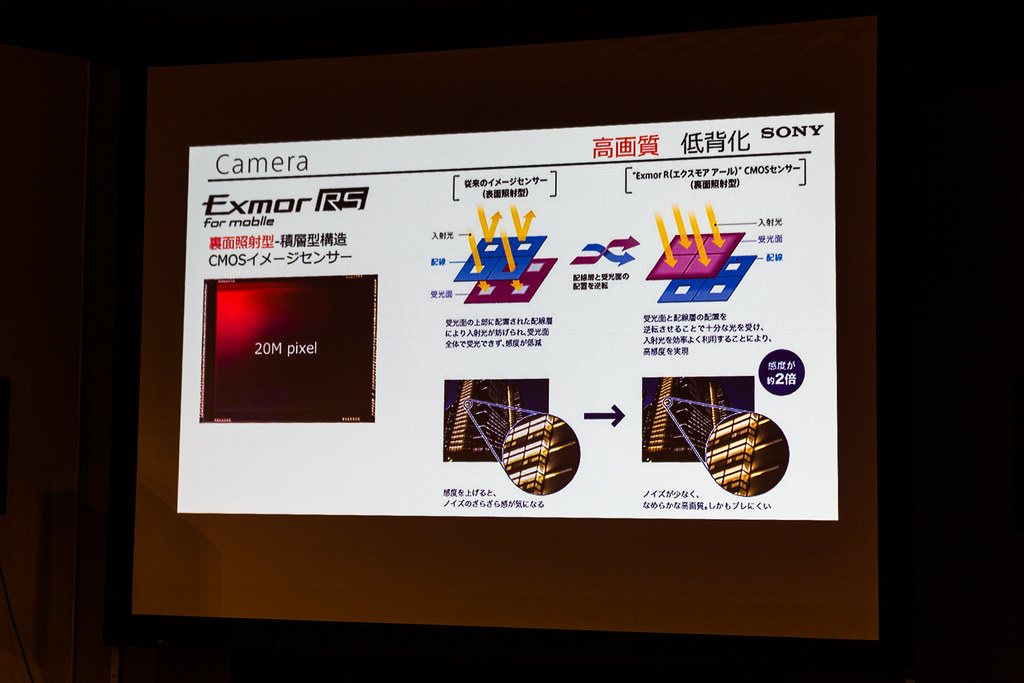 Camera
高画質 低背化 SONY
Exmor RS
for mobile
裏面照射型-積層型構造
CMOSイメージセンサー
20M pixel
従来のイメージセンサー
(表面照射型)
入射光
配線
受光面
配線層と受光面の
配置を逆転
"Exmor R(エクスモア アール)" CMOSセンサー
(裏面照射型)
入射光
受光面
配線
受光面の上部に配置された配線層
により入射光が妨げられ、受光面
全体で受光できず、感度が低減
受光面と配線層の配置を
逆転させることで十分な光を受け、
入射光を効率よく利用することにより、
高感度を実現
感度が
約2倍
感度を上げると、
ノイズのざらざら感が気になる
ノイズが少なく、
なめらかな高画質。しかもブレにくい